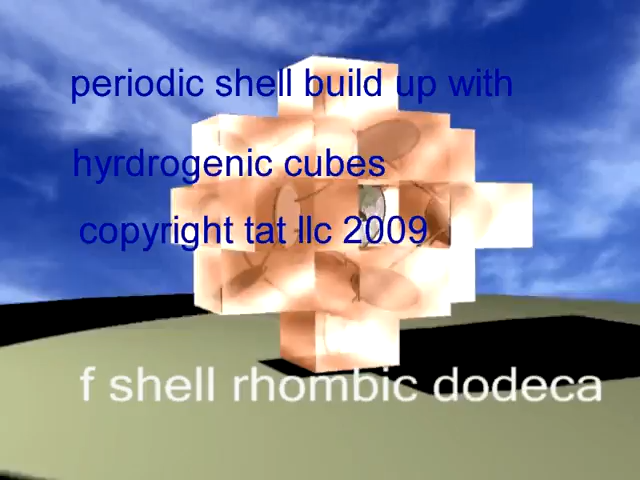 periodic shell build up with
hyrdrogenic cubes
copyright tat llc 2009
f shell rhombic dodeca